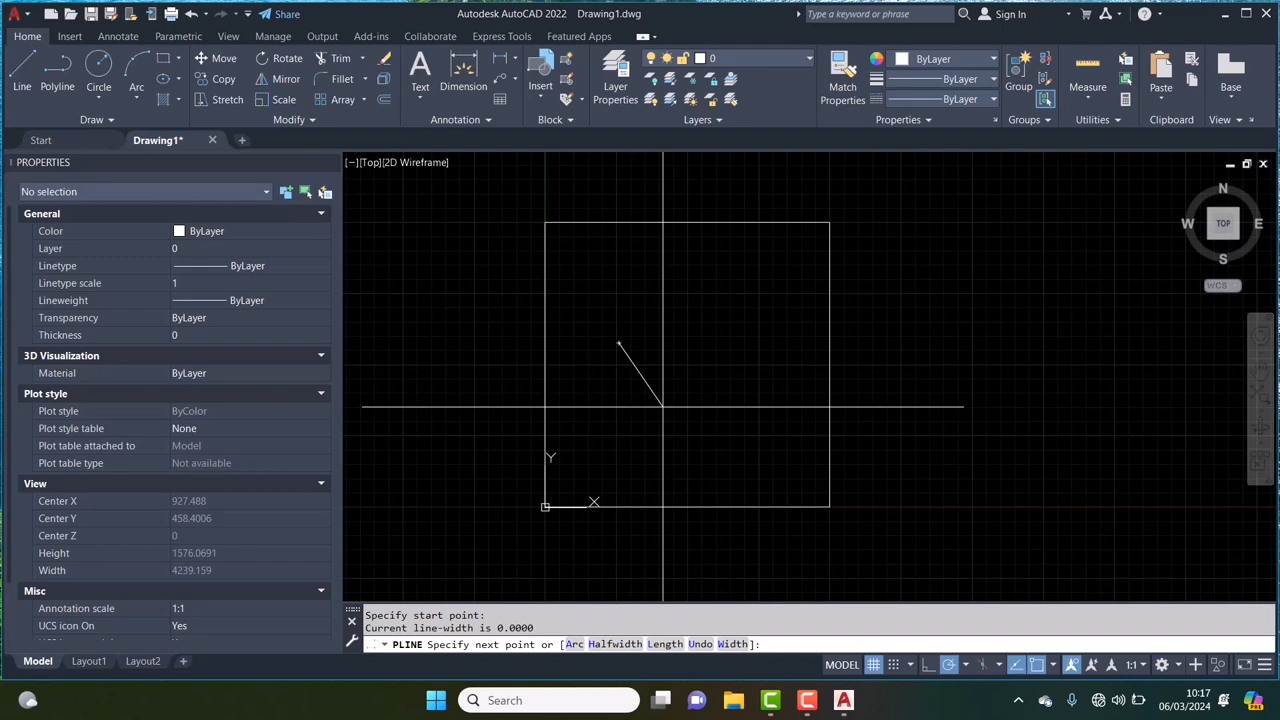 Share
Autodesk AutoCAD 2022 Drawing1.dwg
Type a keyword or phrase
Sign In
Home Insert Annotate Parametric View Manage Output Add-ins Collaborate Express Tools Featured Apps
Line Polyline Circle Arc
Move Rotate Trim
Copy Mirror Fillet
Stretch Scale Array
Text Dimension
Insert
Layer
Properties
0
Match
Properties
ByLayer
ByLayer
ByLayer
Group
Measure
Paste
Base
Draw Modify Annotation Block Layers Properties Groups Utilities Clipboard View
Start Drawing1*
PROPERTIES
No selection
General
Color ByLayer
Layer 0
Linetype ByLayer
Linetype scale 1
Lineweight ByLayer
Transparency ByLayer
Thickness 0
3D Visualization
Material ByLayer
Plot style
Plot style ByColor
Plot style table None
Plot table attached to Model
Plot table type Not available
View
Center X 927.488
Center Y 458.4006
Center Z 0
Height 1576.0691
Width 4239.159
Misc
Annotation scale 1:1
UCS icon On Yes
[−][Top][2D Wireframe]
N
W TOP E
S
WCS
Y
X
Specify start point:
Current line-width is 0.0000
PLINE Specify next point or [Arc Halfwidth Length Undo Width]:
Model Layout1 Layout2
MODEL 1:1
Search
10:17
06/03/2024